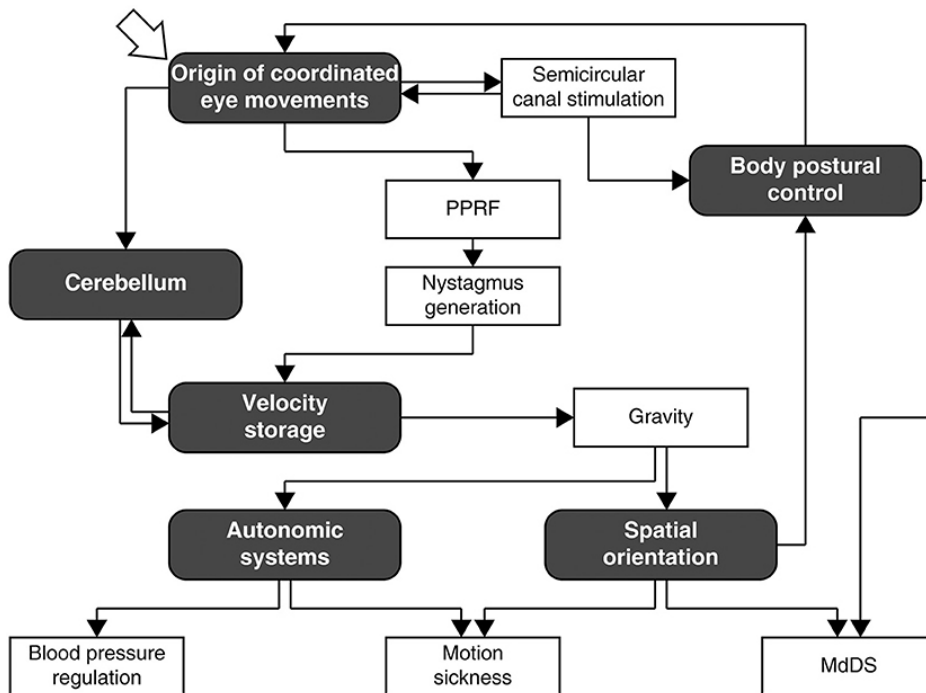 Origin of coordinated
eye movements
Semicircular
canal stimulation
Body postural
control
PPRF
Cerebellum
Nystagmus
generation
Velocity
storage
Gravity
Autonomic
systems
Spatial
orientation
Blood pressure
regulation
Motion
sickness
MdDS